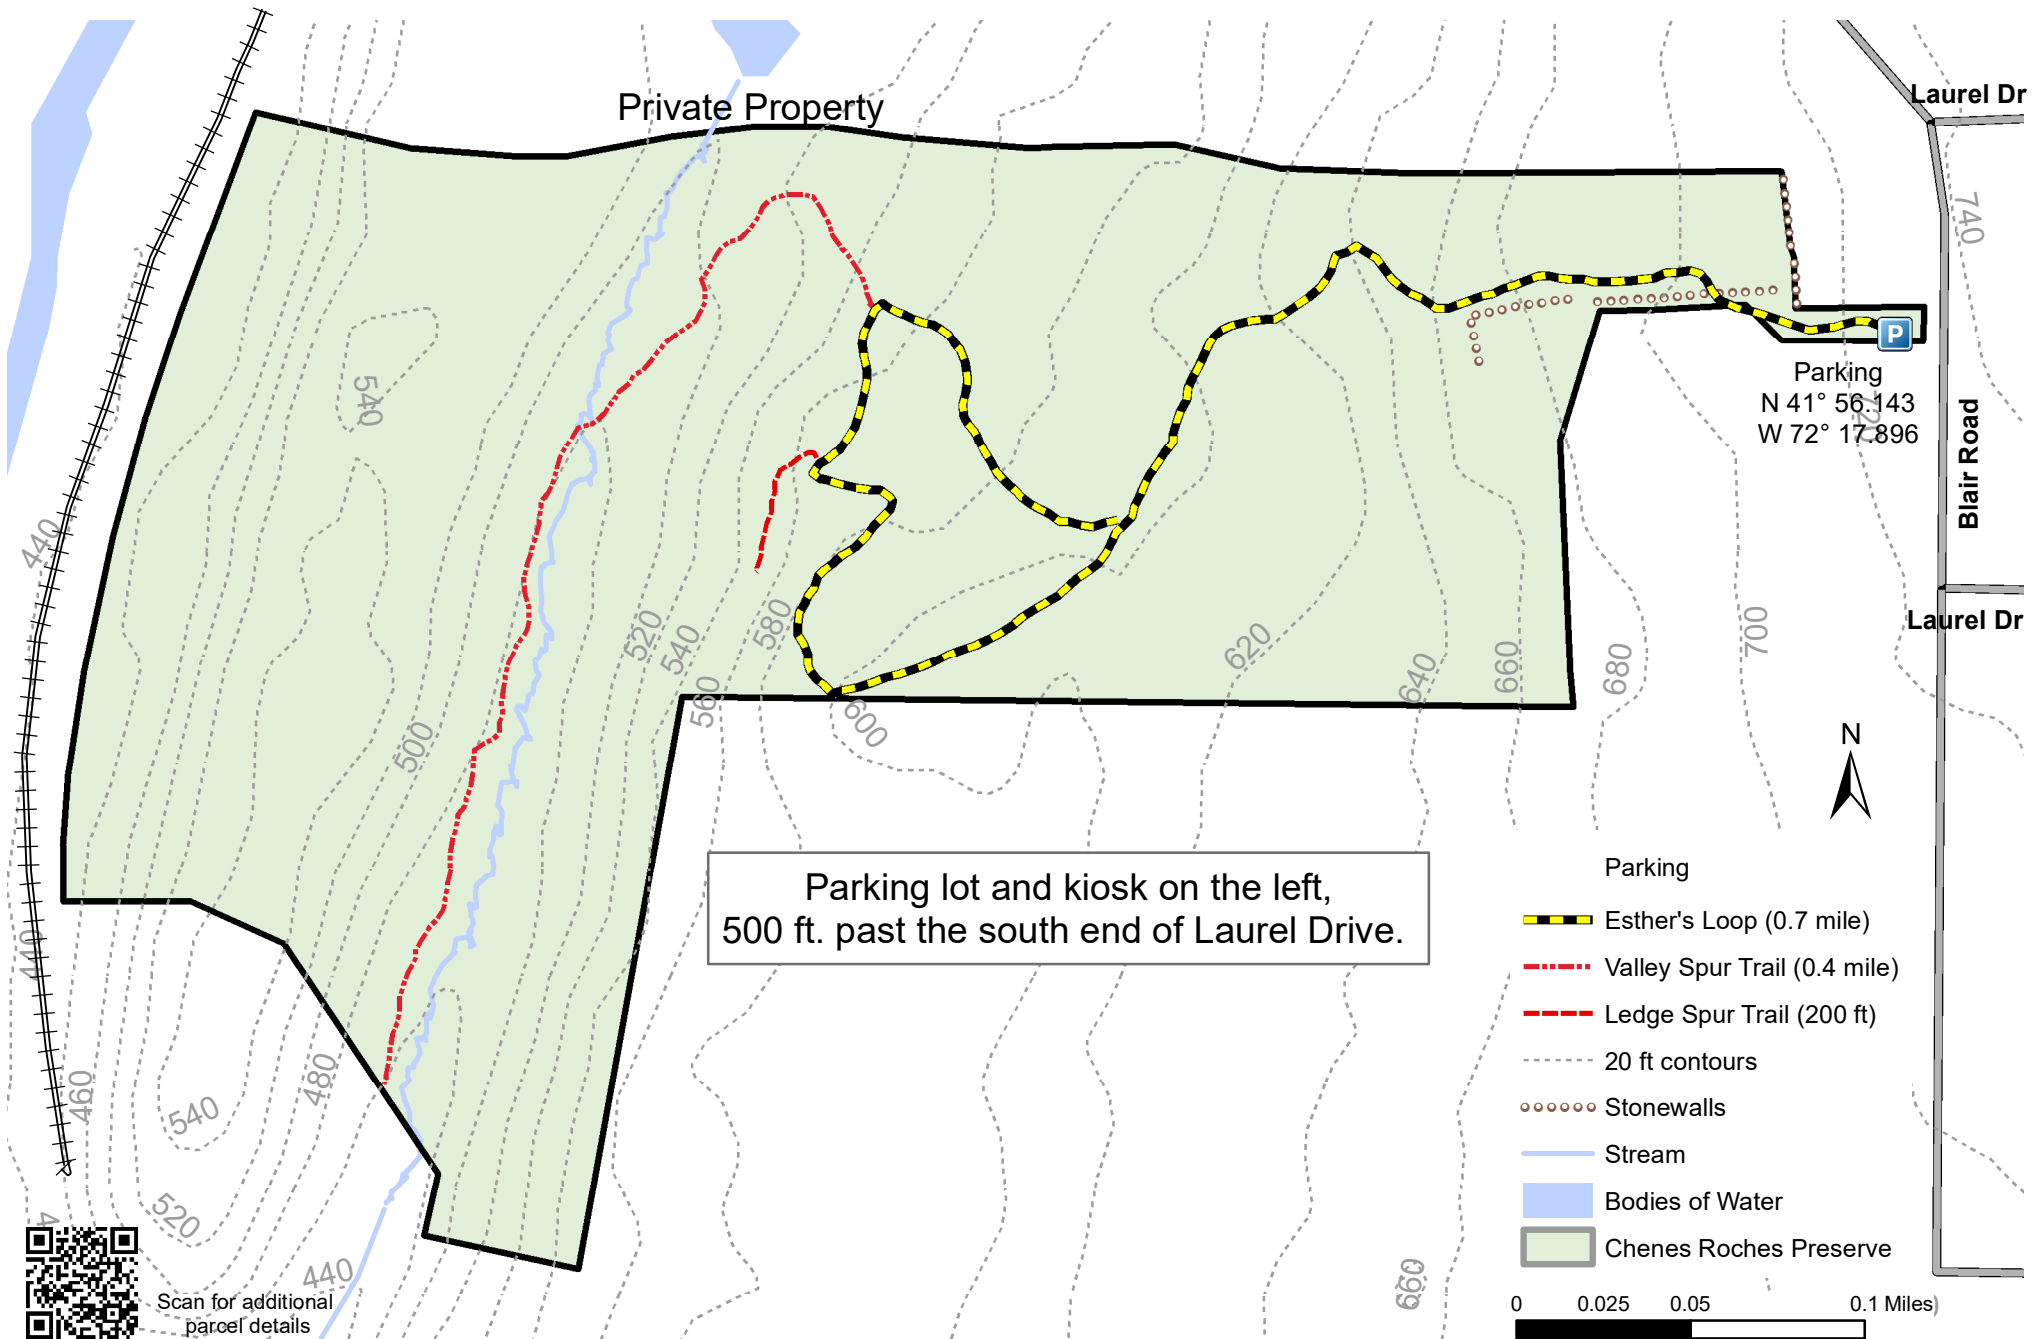 Private Property
Laurel Dr
740
540
Parking
N 41° 56.143
W 72° 17.896
720
Blair Road
440
520
540
580
560
600
620
640
660
680
700
Laurel Dr
500
N
Parking lot and kiosk on the left,
500 ft. past the south end of Laurel Drive.
Parking
Esther's Loop (0.7 mile)
Valley Spur Trail (0.4 mile)
Ledge Spur Trail (200 ft)
20 ft contours
Stonewalls
Stream
Bodies of Water
Chenes Roches Preserve
440
460
480
540
520
4
440
660
P
Scan for additional
parcel details
0 0.025 0.05 0.1 Miles